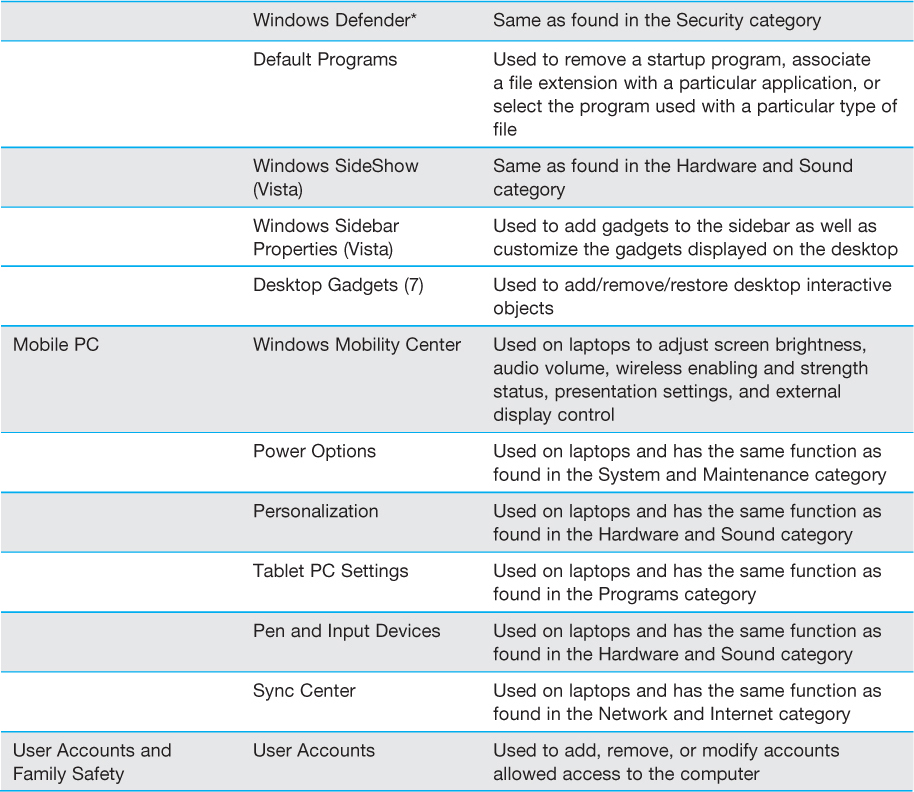 Windows Defender* Same as found in the Security category
Default Programs Used to remove a startup program, associate
a file extension with a particular application, or
select the program used with a particular type of
file
Windows SideShow Same as found in the Hardware and Sound
(Vista) category
Windows Sidebar Used to add gadgets to the sidebar as well as
Properties (Vista) customize the gadgets displayed on the desktop
Desktop Gadgets (7) Used to add/remove/restore desktop interactive
objects
Mobile PC Windows Mobility Center Used on laptops to adjust screen brightness,
audio volume, wireless enabling and strength
status, presentation settings, and external
display control
Power Options Used on laptops and has the same function as
found in the System and Maintenance category
Personalization Used on laptops and has the same function as
found in the Hardware and Sound category
Tablet PC Settings Used on laptops and has the same function as
found in the Programs category
Pen and Input Devices Used on laptops and has the same function as
found in the Hardware and Sound category
Sync Center Used on laptops and has the same function as
found in the Network and Internet category
User Accounts and User Accounts Used to add, remove, or modify accounts
Family Safety allowed access to the computer